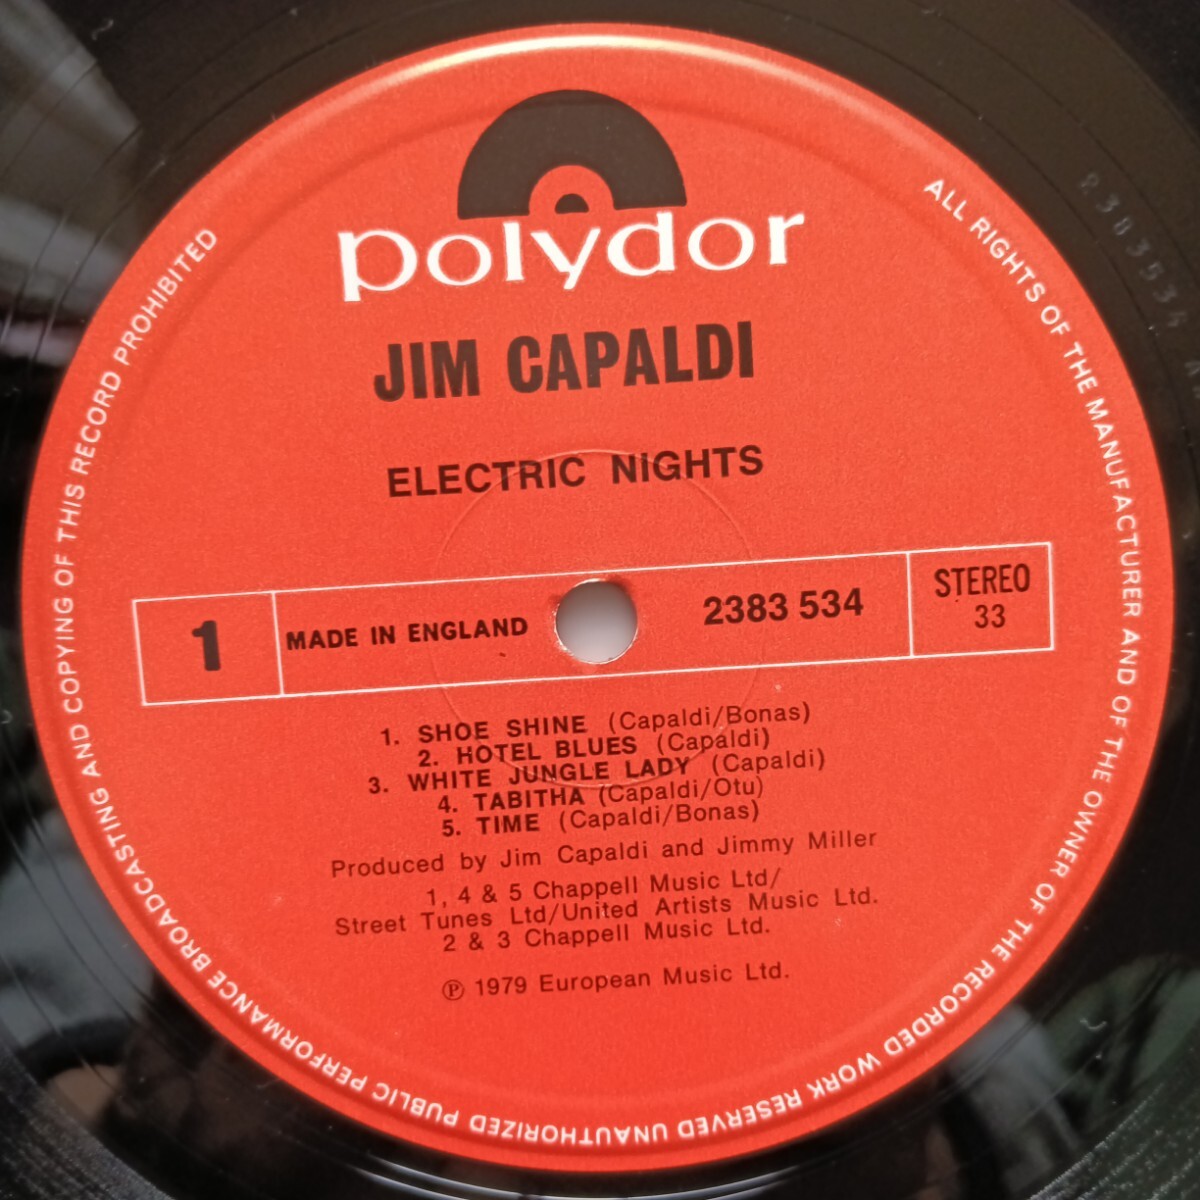 polydor
JIM CAPALDI
ELECTRIC NIGHTS
1
MADE IN ENGLAND
2383 534
STEREO
33
1. SHOE SHINE (Capaldi/Bonas)
2. HOTEL BLUES (Capaldi)
3. WHITE JUNGLE LADY (Capaldi)
4. TABITHA (Capaldi/Otu)
5. TIME (Capaldi/Bonas)
Produced by Jim Capaldi and Jimmy Miller
1, 4 & 5 Chappell Music Ltd/
Street Tunes Ltd/United Artists Music Ltd.
2 & 3 Chappell Music Ltd.
℗ 1979 European Music Ltd.
ALL RIGHTS OF THE MANUFACTURER AND OF THE OWNER OF THE RECORDED WORK RESERVED UNAUTHORIZED PUBLIC PERFORMANCE BROADCASTING AND COPYING OF THIS RECORD PROHIBITED
2383534